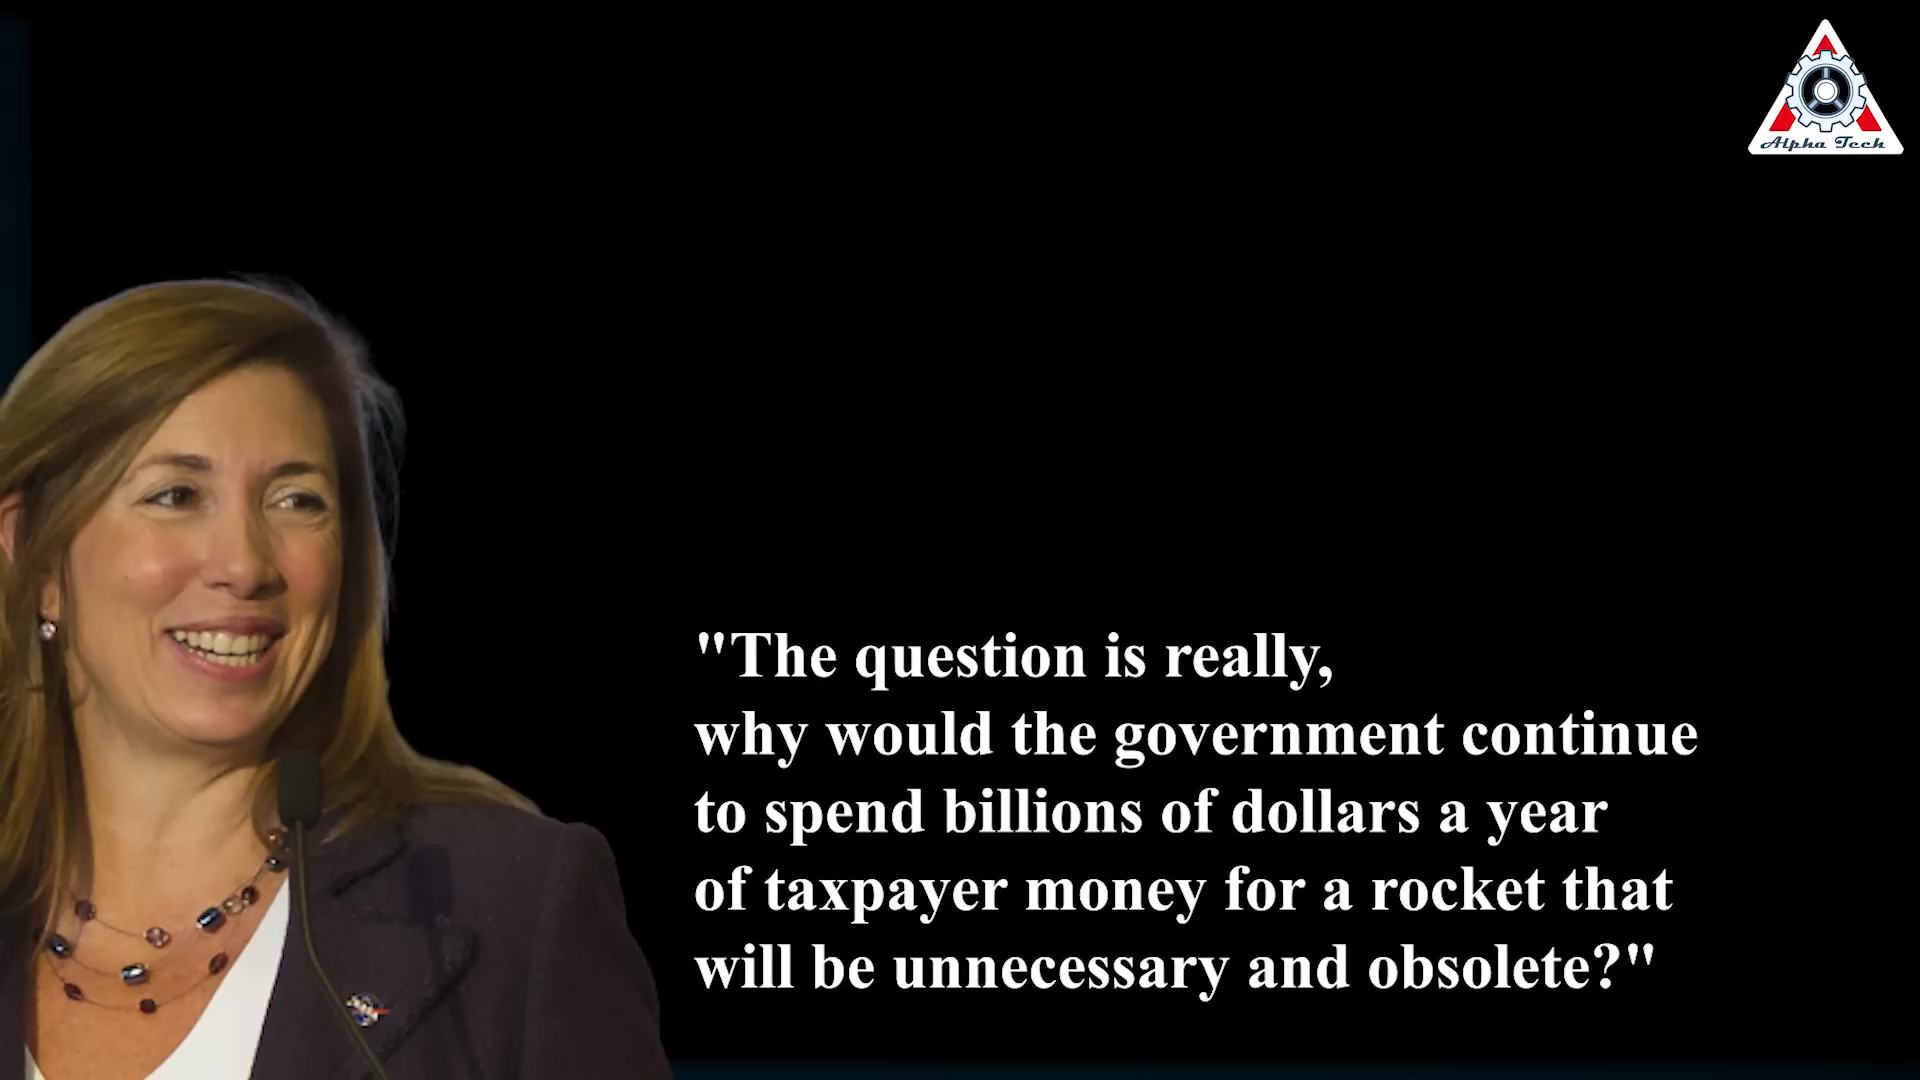 Alpha Tech
"The question is really,
why would the government continue
to spend billions of dollars a year
of taxpayer money for a rocket that
will be unnecessary and obsolete?"